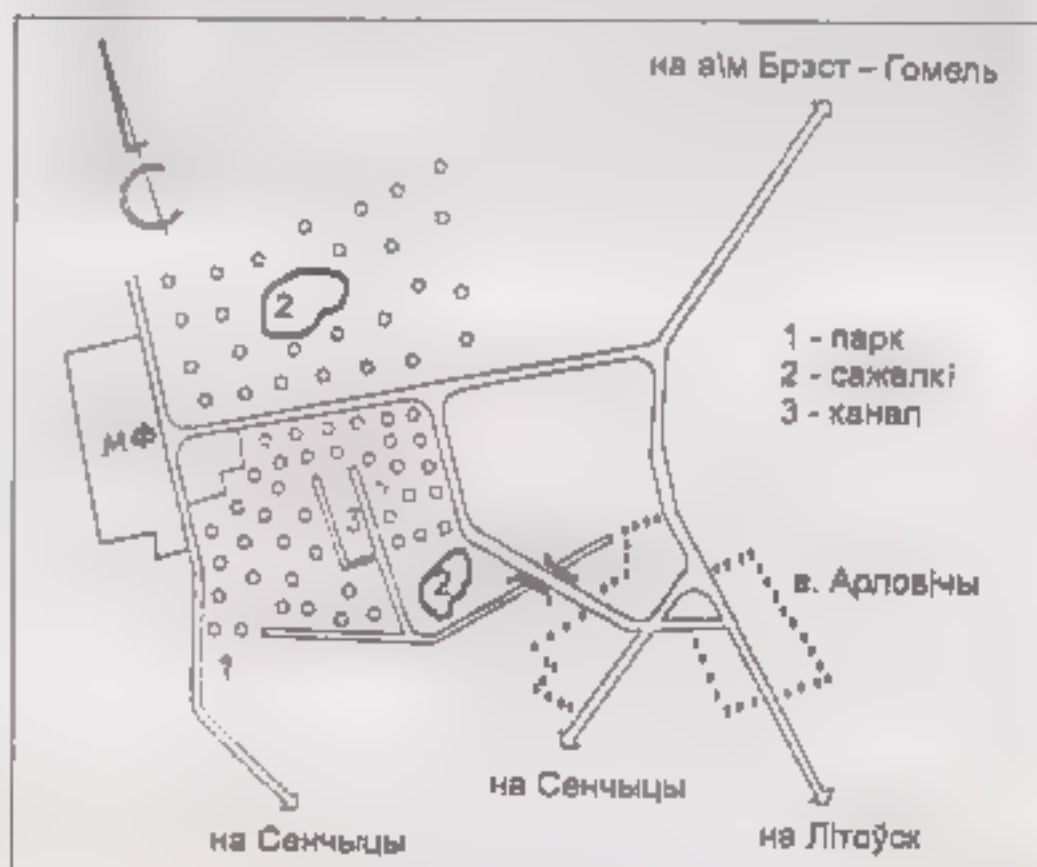 на а\м Брэст – Гомель
С
2
1 - парк
2 - сажалкі
3 - канал
МФ
3
2
в. Арловічы
1
на Сенчыцы
на Сенчыцы
на Літоўск